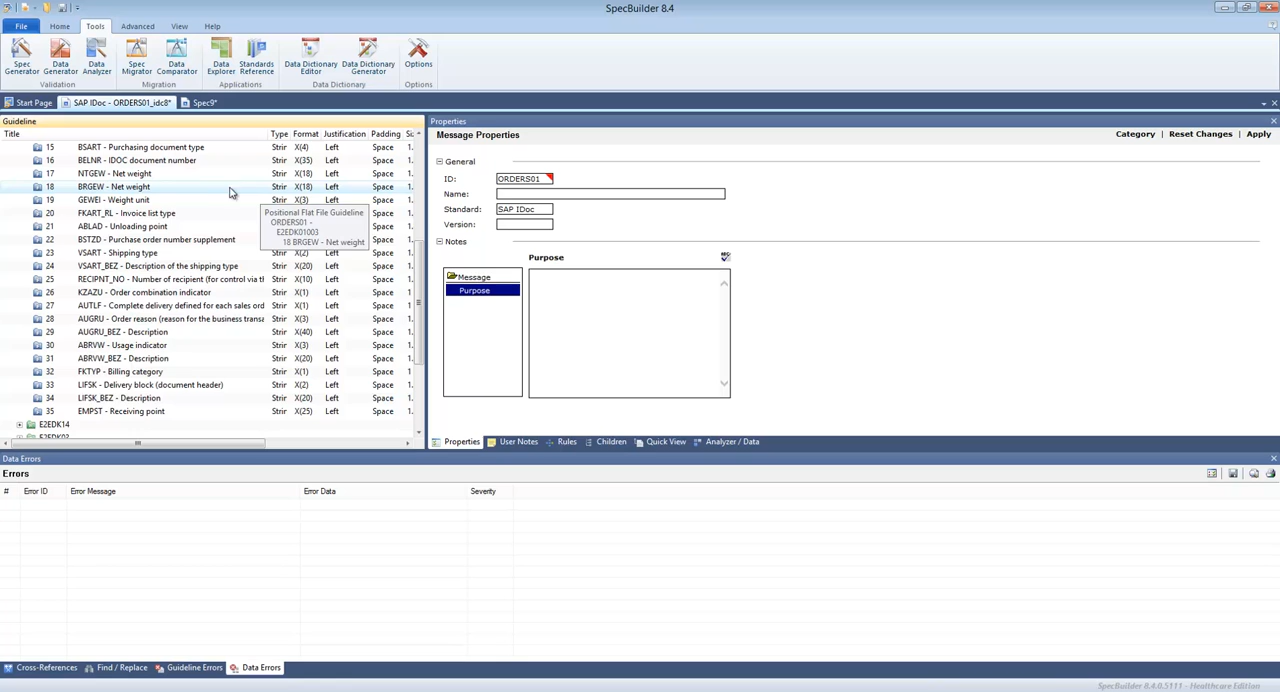 SpecBuilder 8.4
File Home Tools Advanced View Help
Spec Generator
Data Generator
Data Analyzer
Spec Migrator
Data Comparator
Data Explorer
Standards Reference
Data Dictionary Editor
Data Dictionary Generator
Options
Validation Migration Applications Data Dictionary Options
Start Page SAP IDoc - ORDERS01_idc8* Spec9*
Guideline
Title Type Format Justification Padding Siz
15 BSART - Purchasing document type Strir X(4) Left Space 1.
16 BELNR - IDOC document number Strir X(35) Left Space 1.
17 NTGEW - Net weight Strir X(18) Left Space 1.
18 BRGEW - Net weight Strir X(18) Left Space 1.
19 GEWEI - Weight unit Strir X(3) Left Space 1.
20 FKART_RL - Invoice list type
21 ABLAD - Unloading point
22 BSTZD - Purchase order number supplement
23 VSART - Shipping type Strir X(2) Left Space 1.
24 VSART_BEZ - Description of the shipping type Strir X(20) Left Space 1.
25 RECIPNT_NO - Number of recipient (for control via th Strir X(10) Left Space 1.
26 KZAZU - Order combination indicator Strir X(1) Left Space 1.
27 AUTLF - Complete delivery defined for each sales ord Strir X(1) Left Space 1.
28 AUGRU - Order reason (reason for the business transa Strir X(3) Left Space 1.
29 AUGRU_BEZ - Description Strir X(40) Left Space 1.
30 ABRVW - Usage indicator Strir X(3) Left Space 1.
31 ABRVW_BEZ - Description Strir X(20) Left Space 1.
32 FKTYP - Billing category Strir X(1) Left Space 1.
33 LIFSK - Delivery block (document header) Strir X(2) Left Space 1.
34 LIFSK_BEZ - Description Strir X(20) Left Space 1.
35 EMPST - Receiving point Strir X(25) Left Space 1.
E2EDK14
Positional Flat File Guideline
ORDERS01 -
E2EDK01003
18 BRGEW - Net weight
Properties
Message Properties
Category | Reset Changes | Apply
General
ID: ORDERS01
Name:
Standard: SAP IDoc
Version:
Notes
Message
Purpose
Purpose
Properties User Notes Rules Children Quick View Analyzer / Data
Data Errors
Errors
# Error ID Error Message Error Data Severity
Cross-References Find / Replace Guideline Errors Data Errors
SpecBuilder 8.4.0.5111 - Healthcare Edition